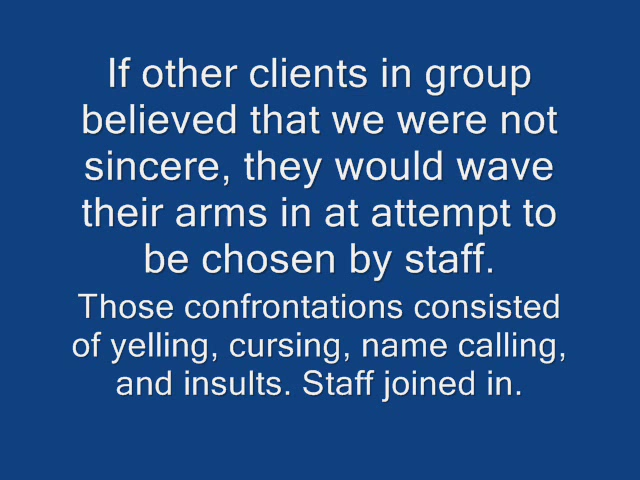 If other clients in group
believed that we were not
sincere, they would wave
their arms in at attempt to
be chosen by staff.
Those confrontations consisted
of yelling, cursing, name calling,
and insults. Staff joined in.